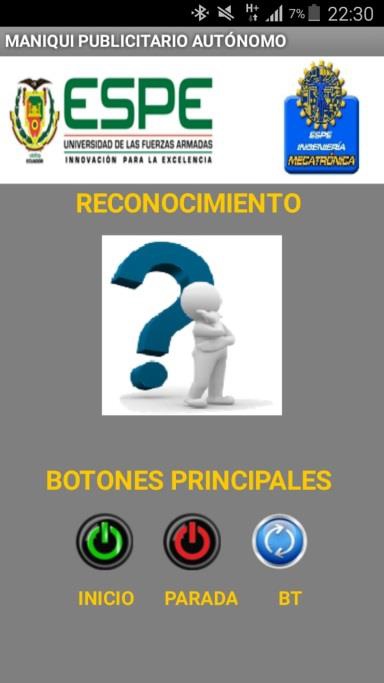 H+ 7% 22:30
MANIQUI PUBLICITARIO AUTÓNOMO
ESPE
UNIVERSIDAD DE LAS FUERZAS ARMADAS
INNOVACIÓN PARA LA EXCELENCIA
ECUADOR
ESPE
INGENIERÍA
MECATRÓNICA
RECONOCIMIENTO
BOTONES PRINCIPALES
INICIO PARADA BT